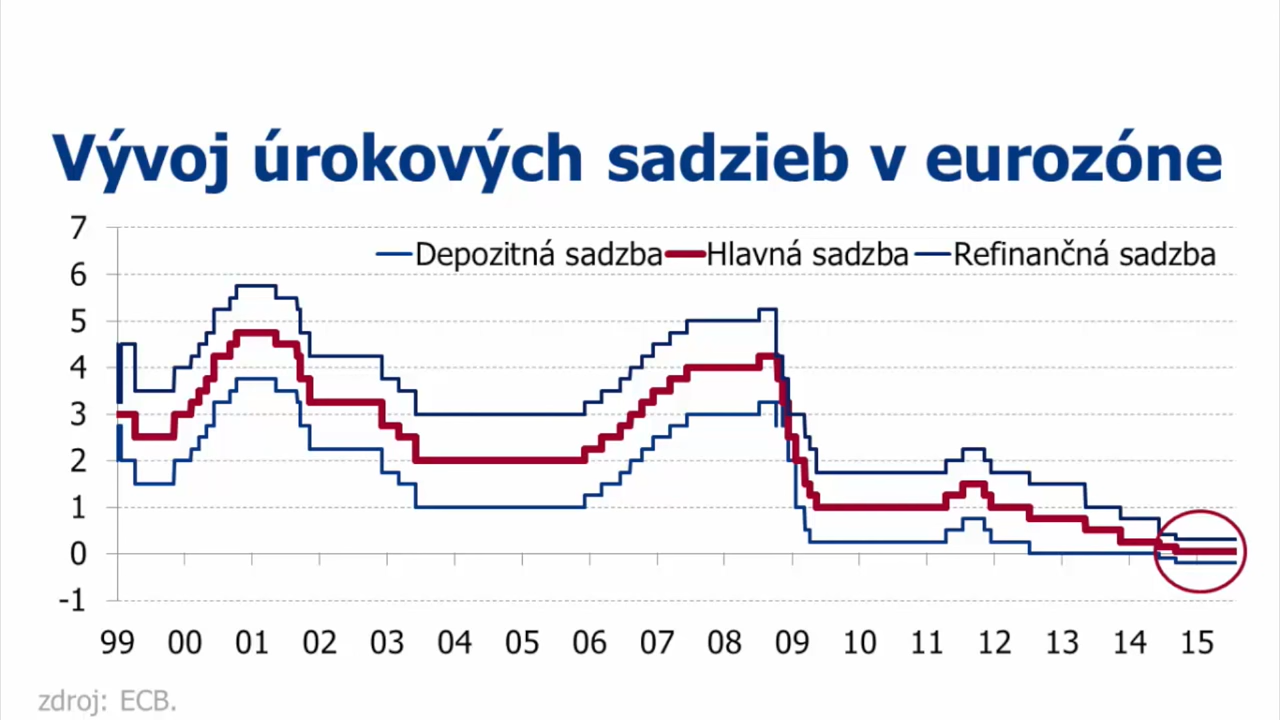 Vývoj úrokových sadzieb v eurozóne
7
Depozitná sadzba Hlavná sadzba Refinančná sadzba
6
5
4
3
2
1
0
-1
99 00 01 02 03 04 05 06 07 08 09 10 11 12 13 14 15
zdroj: ECB.